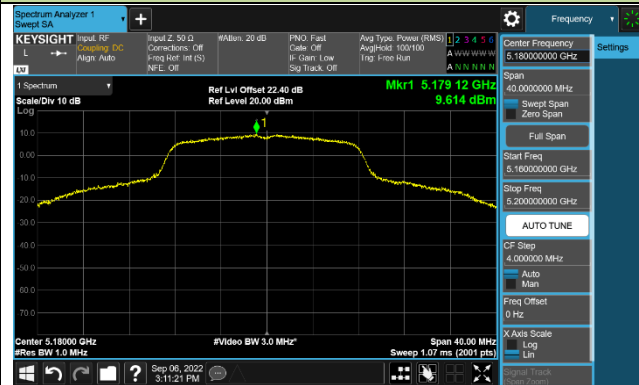 Spectrum Analyzer 1
Swept SA
Frequency
KEYSIGHT
L
LXI
Input: RF
Coupling: DC
Align: Auto
Input Z: 50 Ω
Corrections: Off
Freq Ref: Int (S)
NFE: Off
#Atten: 20 dB
PNO: Fast
Gate: Off
IF Gain: Low
Sig Track: Off
Avg Type: Power (RMS)
Avg|Hold: 100/100
Trig: Free Run
1 2 3 4 5 6
A W W W W W
A N N N N N
1 Spectrum
Scale/Div 10 dB
Log
Ref Lvl Offset 22.40 dB
Ref Level 20.00 dBm
Mkr1 5.179 12 GHz
9.614 dBm
1
10.0
0.00
-10.0
-20.0
-30.0
-40.0
-50.0
-60.0
-70.0
Center 5.18000 GHz
#Res BW 1.0 MHz
#Video BW 3.0 MHz*
Span 40.00 MHz
Sweep 1.07 ms (2001 pts)
Sep 06, 2022
3:11:21 PM
Center Frequency
5.180000000 GHz
Settings
Span
40.0000000 MHz
Swept Span
Zero Span
Full Span
Start Freq
5.160000000 GHz
Stop Freq
5.200000000 GHz
AUTO TUNE
CF Step
4.000000 MHz
Auto
Man
Freq Offset
0 Hz
X Axis Scale
Log
Lin
Signal Track
(Span Zoom)